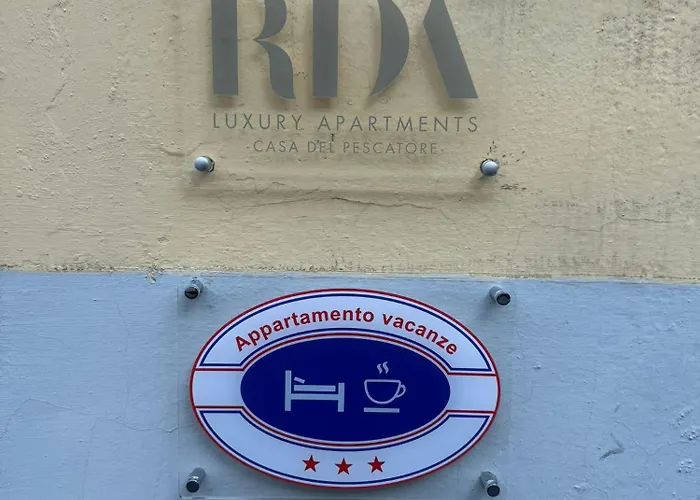 RDA
LUXURY APARTMENTS
· CASA DEL PESCATORE ·
Appartamento vacanze